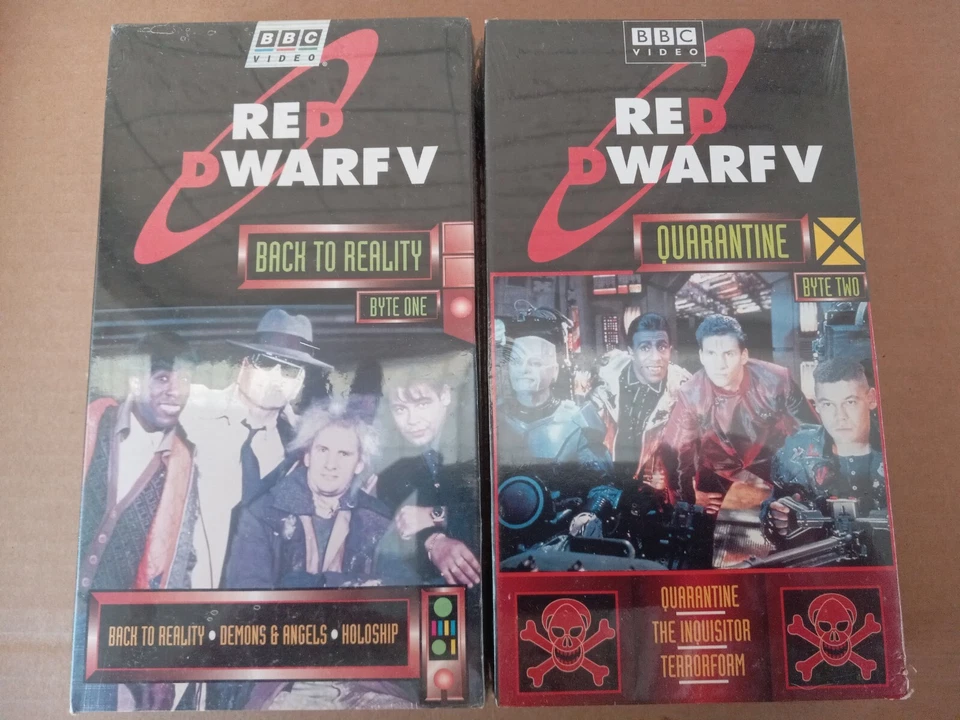 BBC
VIDEO
RED
DWARF V
BACK TO REALITY
BYTE ONE
BACK TO REALITY • DEMONS & ANGELS • HOLOSHIP
BBC
VIDEO
RED
DWARF V
QUARANTINE
BYTE TWO
QUARANTINE
THE INQUISITOR
TERRORFORM